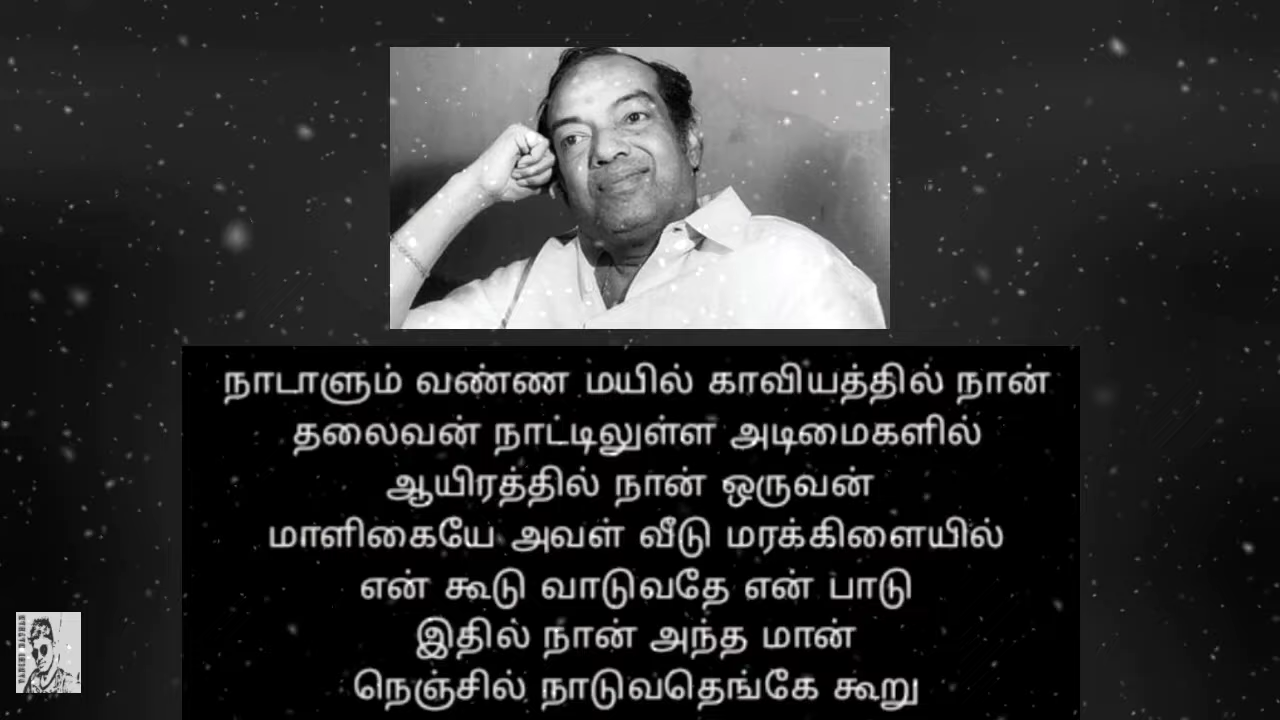 நாடாளும் வண்ண மயில் காவியத்தில் நான்
தலைவன் நாட்டிலுள்ள அடிமைகளில்
ஆயிரத்தில் நான் ஒருவன்
மாளிகையே அவள் வீடு மரக்கிளையில்
என் கூடு வாடுவதே என் பாடு
இதில் நான் அந்த மான்
நெஞ்சில் நாடுவதெங்கே கூறு